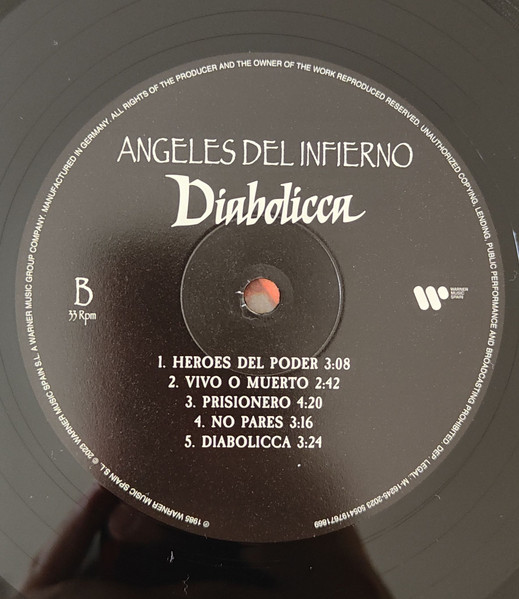 ANGELES DEL INFIERNO
Diabolicca
B
33 Rpm
WARNER
MUSIC
SPAIN
1. HEROES DEL PODER 3:08
2. VIVO O MUERTO 2:42
3. PRISIONERO 4:20
4. NO PARES 3:16
5. DIABOLICCA 3:24
℗ 1985 WARNER MUSIC SPAIN S.L. © 2023 WARNER MUSIC SPAIN S.L. A WARNER MUSIC GROUP COMPANY. MANUFACTURED IN GERMANY. ALL RIGHTS OF THE PRODUCER AND THE OWNER OF THE WORK REPRODUCED RESERVED. UNAUTHORIZED COPYING, LENDING, PUBLIC PERFORMANCE AND BROADCASTING PROHIBITED. DEP. LEGAL: M-16245-2023 5054197671869